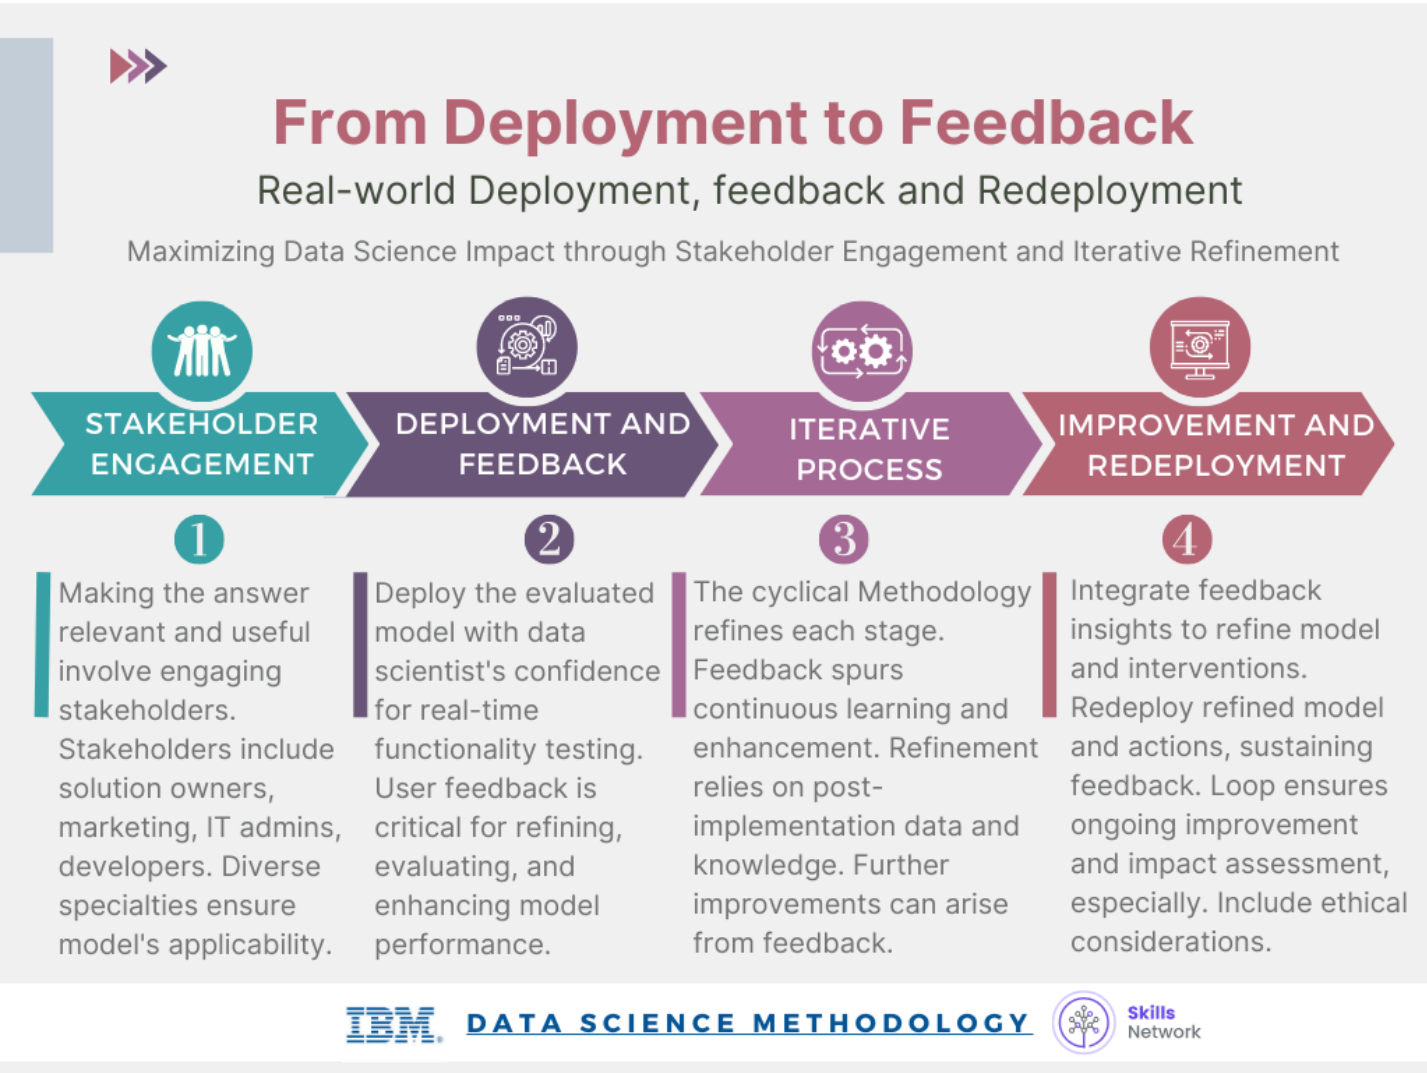 From Deployment to Feedback
Real-world Deployment, feedback and Redeployment
Maximizing Data Science Impact through Stakeholder Engagement and Iterative Refinement
STAKEHOLDER
ENGAGEMENT
1
Making the answer
relevant and useful
involve engaging
stakeholders.
Stakeholders include
solution owners,
marketing, IT admins,
developers. Diverse
specialties ensure
model's applicability.
DEPLOYMENT AND
FEEDBACK
2
Deploy the evaluated
model with data
scientist's confidence
for real-time
functionality testing.
User feedback is
critical for refining,
evaluating, and
enhancing model
performance.
ITERATIVE
PROCESS
3
The cyclical Methodology
refines each stage.
Feedback spurs
continuous learning and
enhancement. Refinement
relies on post-
implementation data and
knowledge. Further
improvements can arise
from feedback.
IMPROVEMENT AND
REDEPLOYMENT
4
Integrate feedback
insights to refine model
and interventions.
Redeploy refined model
and actions, sustaining
feedback. Loop ensures
ongoing improvement
and impact assessment,
especially. Include ethical
considerations.
IBM®
DATA SCIENCE METHODOLOGY
Skills
Network